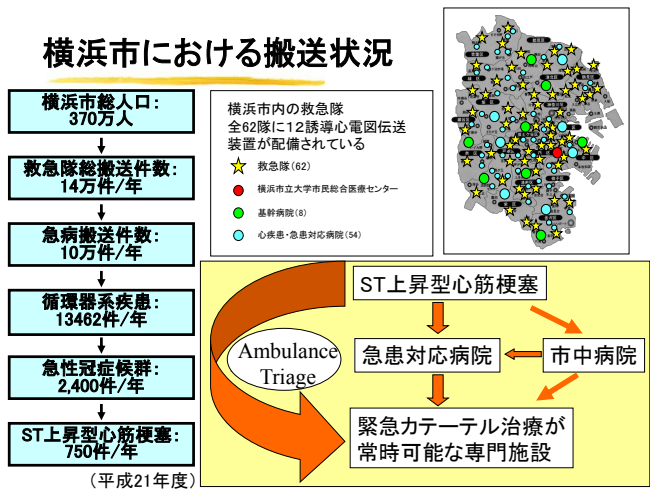 横浜市における搬送状況
横浜市総人口：
370万人
救急隊総搬送件数：
14万件/年
急病搬送件数：
10万件/年
循環器系疾患：
13462件/年
急性冠症候群：
2,400件/年
ST上昇型心筋梗塞：
750件/年
（平成21年度）
横浜市内の救急隊
全62隊に１２誘導心電図伝送
装置が配備されている
救急隊（62）
横浜市立大学市民総合医療センター
基幹病院（8）
心疾患・急患対応病院（54）
ST上昇型心筋梗塞
Ambulance
Triage
急患対応病院
市中病院
緊急カテーテル治療が
常時可能な専門施設